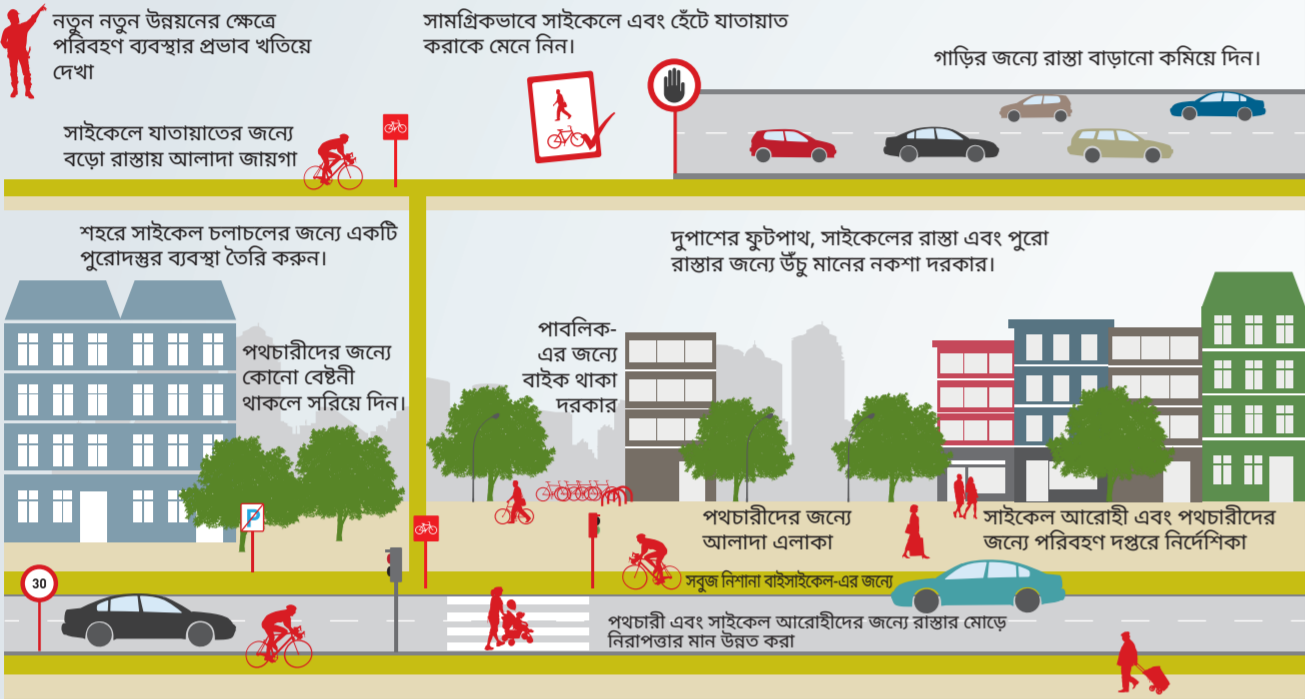 নতুন নতুন উন্নয়নের ক্ষেত্রে
পরিবহণ ব্যবস্থার প্রভাব খতিয়ে
দেখা
সামগ্রিকভাবে সাইকেলে এবং হেঁটে যাতায়াত
করাকে মেনে নিন।
গাড়ির জন্যে রাস্তা বাড়ানো কমিয়ে দিন।
সাইকেলে যাতায়াতের জন্যে
বড়ো রাস্তায় আলাদা জায়গা
শহরে সাইকেল চলাচলের জন্যে একটি
পুরোদস্তুর ব্যবস্থা তৈরি করুন।
দুপাশের ফুটপাথ, সাইকেলের রাস্তা এবং পুরো
রাস্তার জন্যে উঁচু মানের নকশা দরকার।
পথচারীদের জন্যে
কোনো বেষ্টনী
থাকলে সরিয়ে দিন।
পাবলিক-
এর জন্যে
বাইক থাকা
দরকার
P
পথচারীদের জন্যে
আলাদা এলাকা
সাইকেল আরোহী এবং পথচারীদের
জন্যে পরিবহণ দপ্তরে নির্দেশিকা
30
সবুজ নিশানা বাইসাইকেল-এর জন্যে
পথচারী এবং সাইকেল আরোহীদের জন্যে রাস্তার মোড়ে
নিরাপত্তার মান উন্নত করা